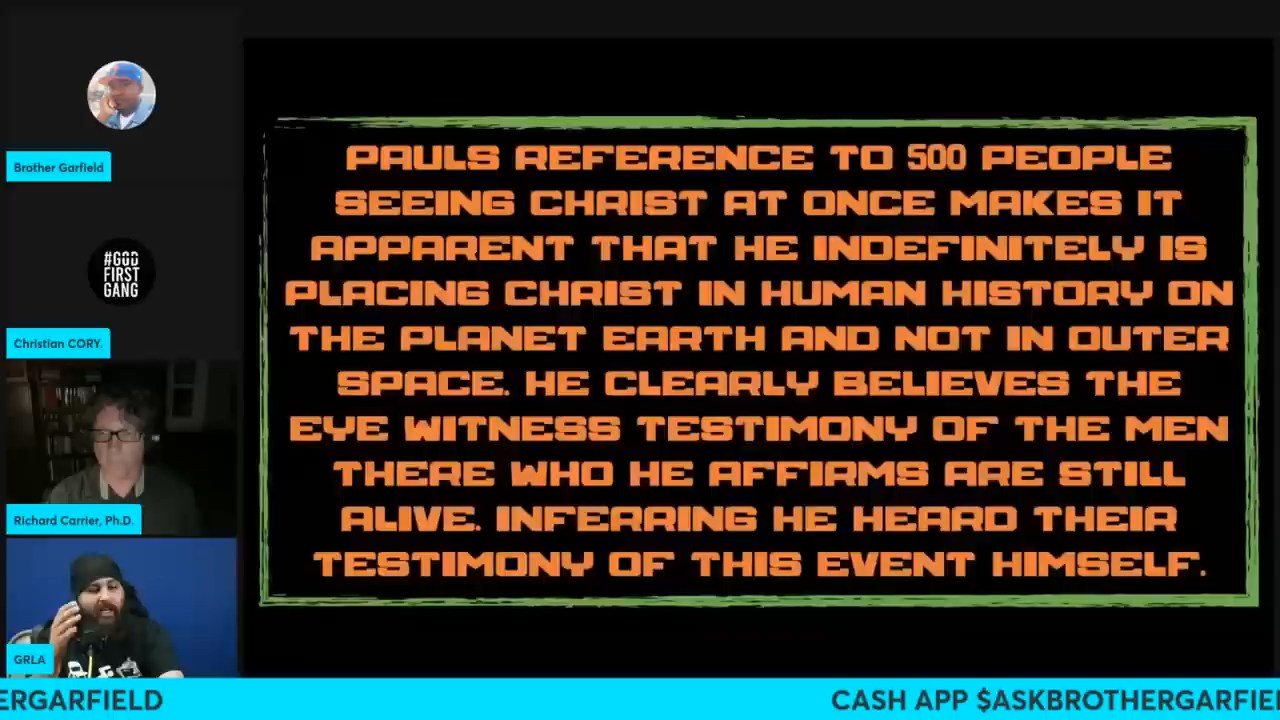 Brother Garfield
#GOD
FIRST
GANG
Christian CORY.
Richard Carrier, Ph.D.
GRLA
PAULS REFERENCE TO 500 PEOPLE
SEEING CHRIST AT ONCE MAKES IT
APPARENT THAT HE INDEFINITELY IS
PLACING CHRIST IN HUMAN HISTORY ON
THE PLANET EARTH AND NOT IN OUTER
SPACE. HE CLEARLY BELIEVES THE
EYE WITNESS TESTIMONY OF THE MEN
THERE WHO HE AFFIRMS ARE STILL
ALIVE. INFERRING HE HEARD THEIR
TESTIMONY OF THIS EVENT HIMSELF.
ERGARFIELD CASH APP $ASKBROTHERGARFIE